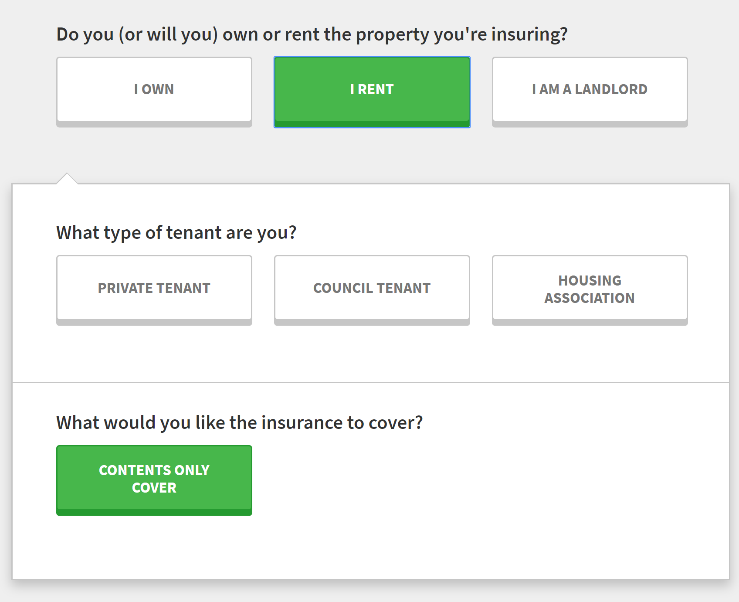 Do you (or will you) own or rent the property you're insuring?
I OWN
I RENT
I AM A LANDLORD
What type of tenant are you?
PRIVATE TENANT
COUNCIL TENANT
HOUSING
ASSOCIATION
What would you like the insurance to cover?
CONTENTS ONLY
COVER